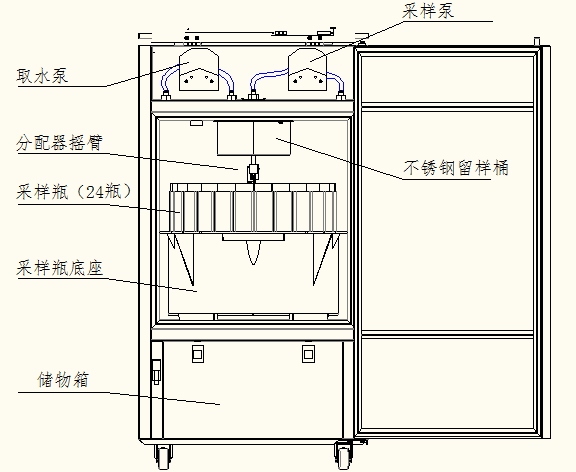 采样泵
取水泵
分配器摇臂
不锈钢留样桶
采样瓶（24瓶）
采样瓶底座
储物箱